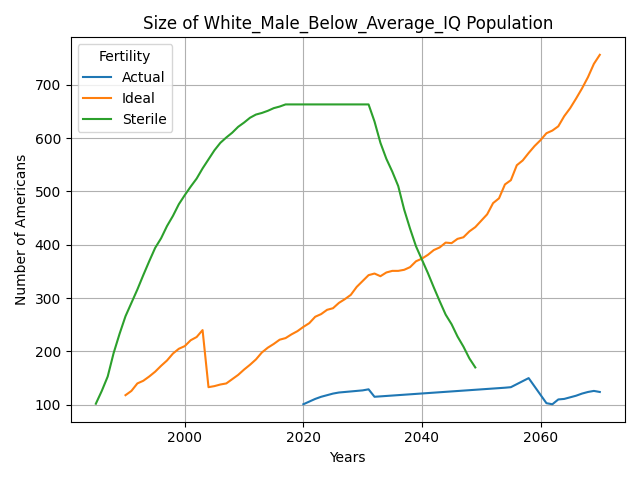 Size of White_Male_Below_Average_IQ Population
Fertility
Actual
Ideal
Sterile
Number of Americans
700
600
500
400
300
200
100
2000
2020
2040
2060
Years